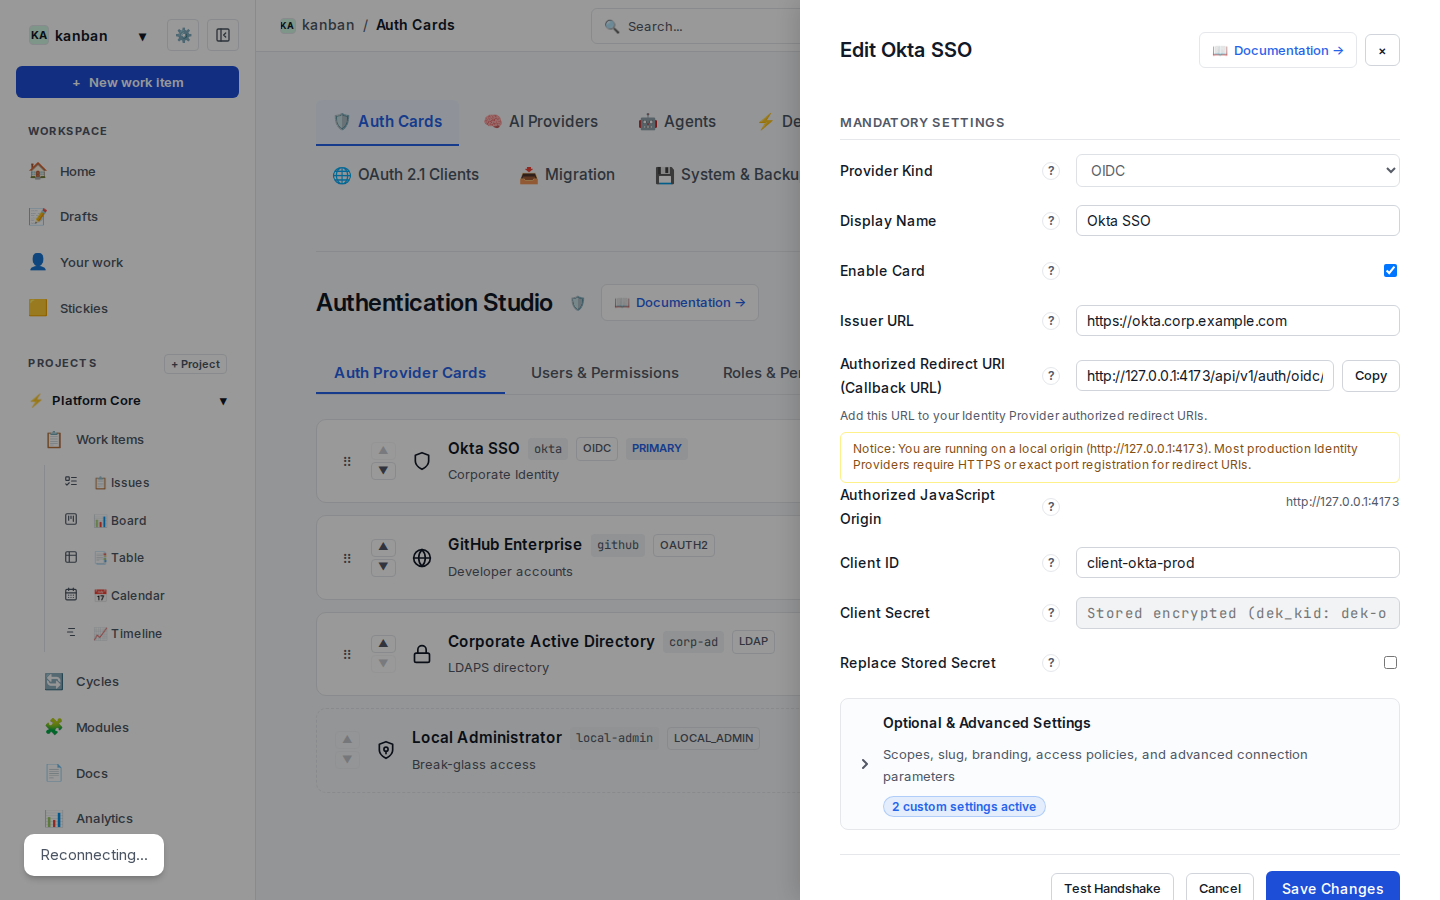 KA kanban
+ New work item
WORKSPACE
Home
Drafts
Your work
Stickies
PROJECTS
+ Project
Platform Core
Work Items
Issues
Board
Table
Calendar
Timeline
Cycles
Modules
Docs
Analytics
Reconnecting...
KA kanban / Auth Cards
Search...
Auth Cards
AI Providers
Agents
OAuth 2.1 Clients
Migration
System &
Authentication Studio
Documentation →
Auth Provider Cards
Users & Permissions
Roles &
Okta SSO okta OIDC PRIMARY
Corporate Identity
GitHub Enterprise github OAUTH2
Developer accounts
Corporate Active Directory corp-ad LDAP
LDAPS directory
Local Administrator local-admin LOCAL_ADMIN
Break-glass access
Edit Okta SSO
Documentation →
×
MANDATORY SETTINGS
Provider Kind ? OIDC
Display Name ? Okta SSO
Enable Card ?
Issuer URL ? https://okta.corp.example.com
Authorized Redirect URI
(Callback URL) ? http://127.0.0.1:4173/api/v1/auth/oidc/ Copy
Add this URL to your Identity Provider authorized redirect URIs.
Notice: You are running on a local origin (http://127.0.0.1:4173). Most production Identity
Providers require HTTPS or exact port registration for redirect URIs.
Authorized JavaScript
Origin ? http://127.0.0.1:4173
Client ID ? client-okta-prod
Client Secret ? Stored encrypted (dek_kid: dek-o
Replace Stored Secret ?
Optional & Advanced Settings
Scopes, slug, branding, access policies, and advanced connection
parameters
2 custom settings active
Test Handshake
Cancel
Save Changes